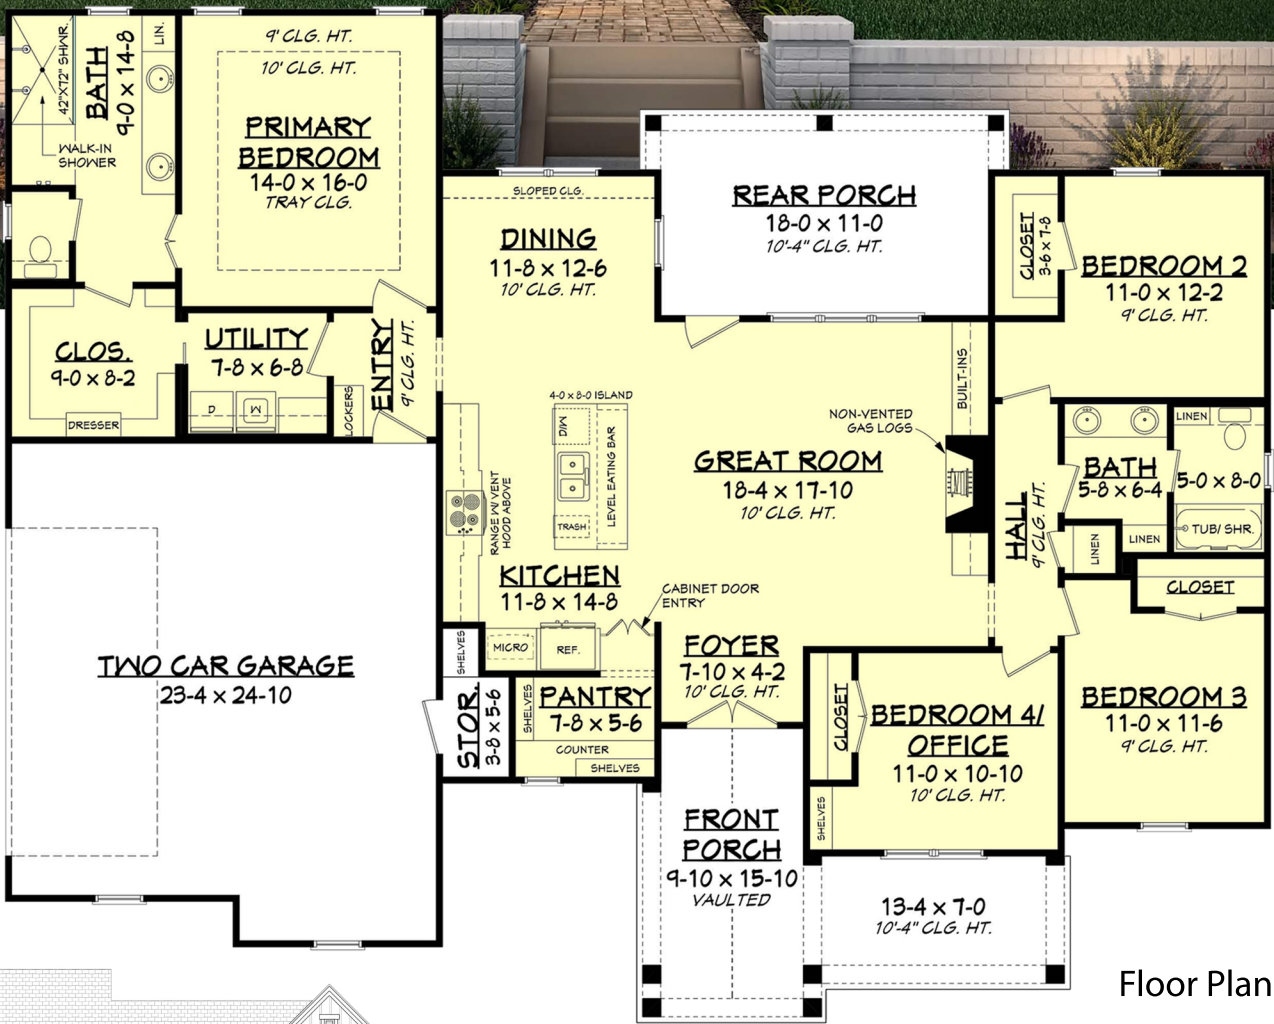 42"X72" SHWR.
BATH
9-0 x 14-8
LIN.
WALK-IN
SHOWER
9' CLG. HT.
10' CLG. HT.
PRIMARY
BEDROOM
14-0 x 16-0
TRAY CLG.
SLOPED CLG.
DINING
11-8 x 12-6
10' CLG. HT.
REAR PORCH
18-0 x 11-0
10'-4" CLG. HT.
CLOSET
3-6 x 7-8
BEDROOM 2
11-0 x 12-2
9' CLG. HT.
CLOS.
9-0 x 8-2
DRESSER
UTILITY
7-8 x 6-8
D
W
LOCKERS
ENTRY
9' CLG. HT.
4-0 x 8-0 ISLAND
D/W
LEVEL EATING BAR
TRASH
RANGE W/ VENT
HOOD ABOVE
NON-VENTED
GAS LOGS
BUILT-INS
GREAT ROOM
18-4 x 17-10
10' CLG. HT.
HALL
9' CLG. HT.
BATH
5-8 x 6-4
LINEN
5-0 x 8-0
TUB/ SHR.
LINEN
LINEN
CLOSET
KITCHEN
11-8 x 14-8
CABINET DOOR
ENTRY
SHELVES
MICRO
REF.
FOYER
7-10 x 4-2
10' CLG. HT.
TWO CAR GARAGE
23-4 x 24-10
STOR.
3-8 x 5-6
SHELVES
PANTRY
7-8 x 5-6
COUNTER
SHELVES
CLOSET
BEDROOM 4/
OFFICE
11-0 x 10-10
10' CLG. HT.
SHELVES
BEDROOM 3
11-0 x 11-6
9' CLG. HT.
FRONT
PORCH
9-10 x 15-10
VAULTED
13-4 x 7-0
10'-4" CLG. HT.
Floor Plan